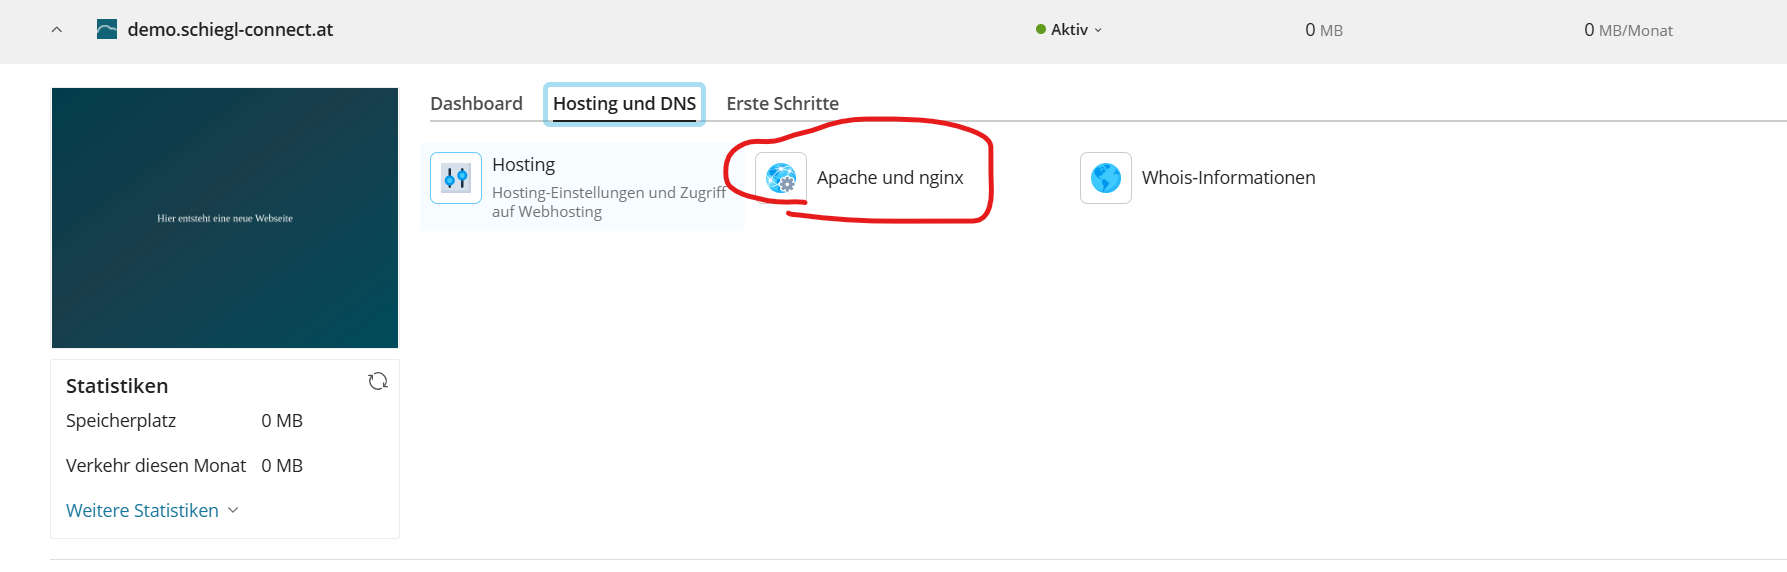 demo.schiegl-connect.at
Aktiv
0 MB
0 MB/Monat
Hier entsteht eine neue Webseite
Dashboard
Hosting und DNS
Erste Schritte
Hosting
Hosting-Einstellungen und Zugriff
auf Webhosting
Apache und nginx
Whois-Informationen
Statistiken
Speicherplatz 0 MB
Verkehr diesen Monat 0 MB
Weitere Statistiken